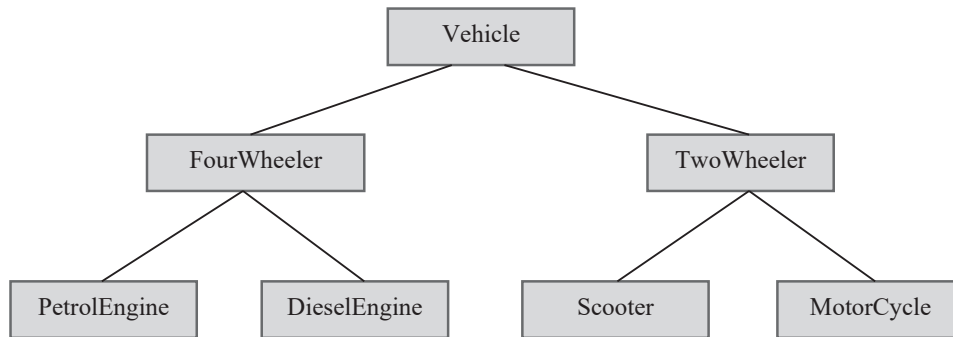 Vehicle
FourWheeler
TwoWheeler
PetrolEngine
DieselEngine
Scooter
MotorCycle